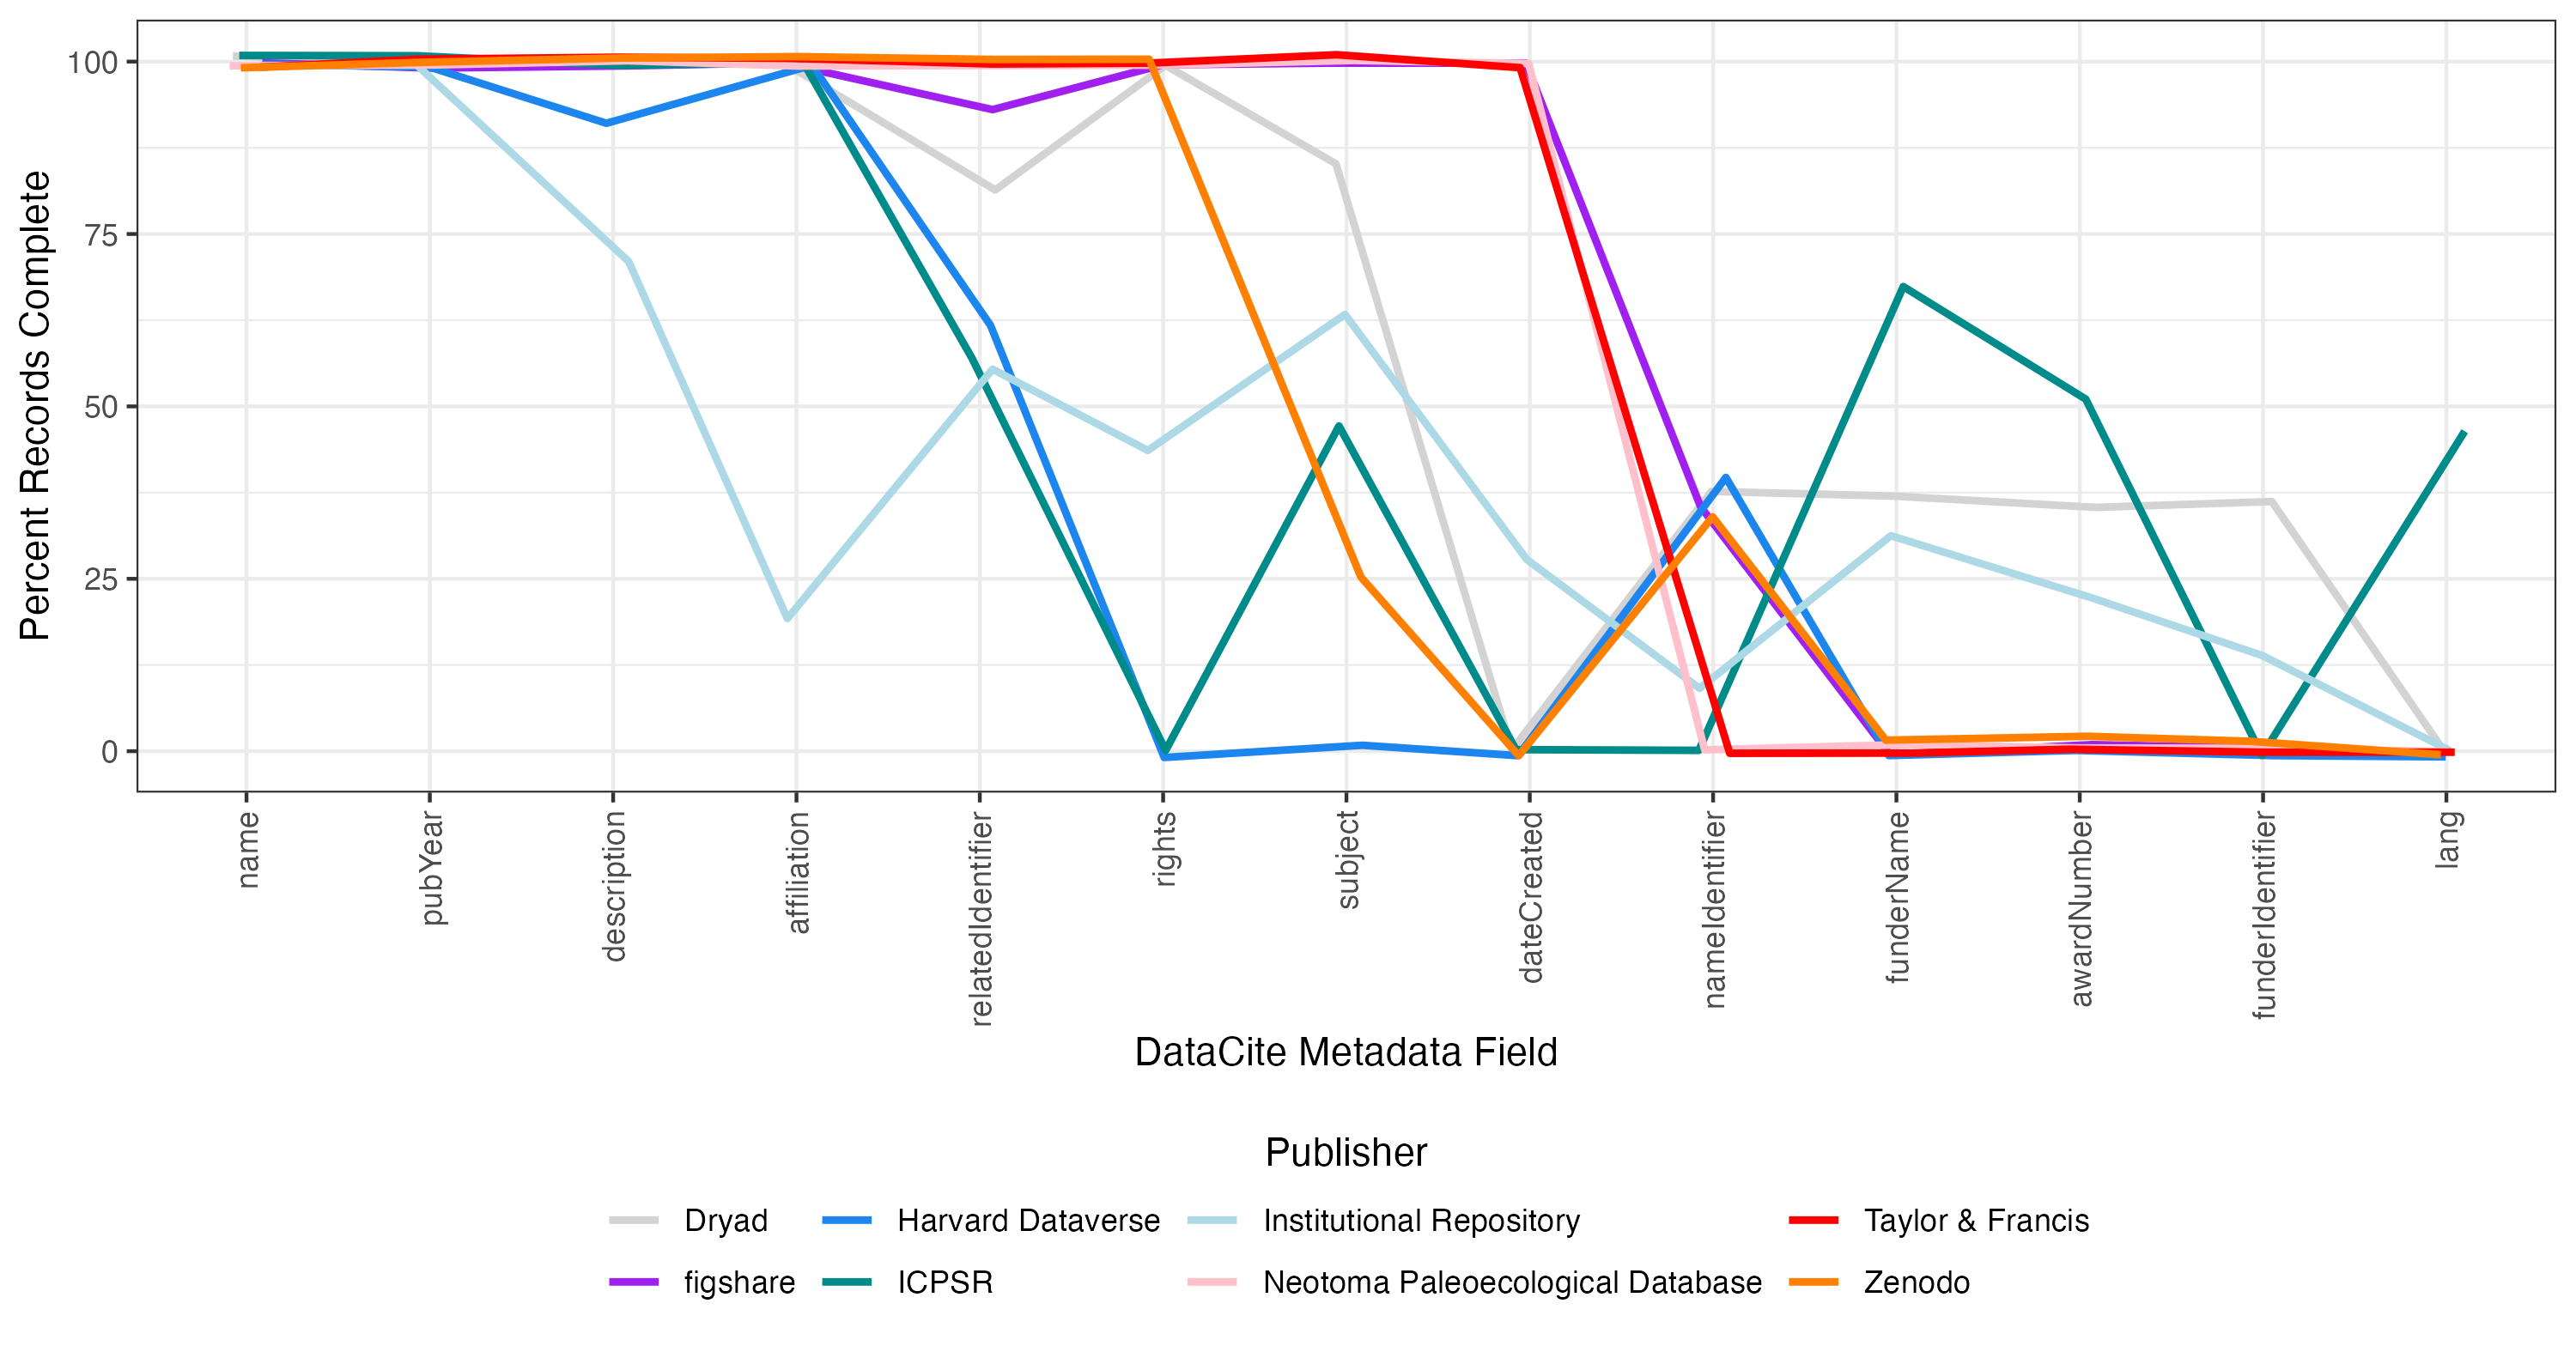 Percent Records Complete
100
75
50
25
0
name
pubYear
description
affiliation
relatedIdentifier
rights
subject
dateCreated
nameIdentifier
funderName
awardNumber
funderIdentifier
lang
DataCite Metadata Field
Publisher
Dryad
Harvard Dataverse
Institutional Repository
Taylor & Francis
figshare
ICPSR
Neotoma Paleoecological Database
Zenodo